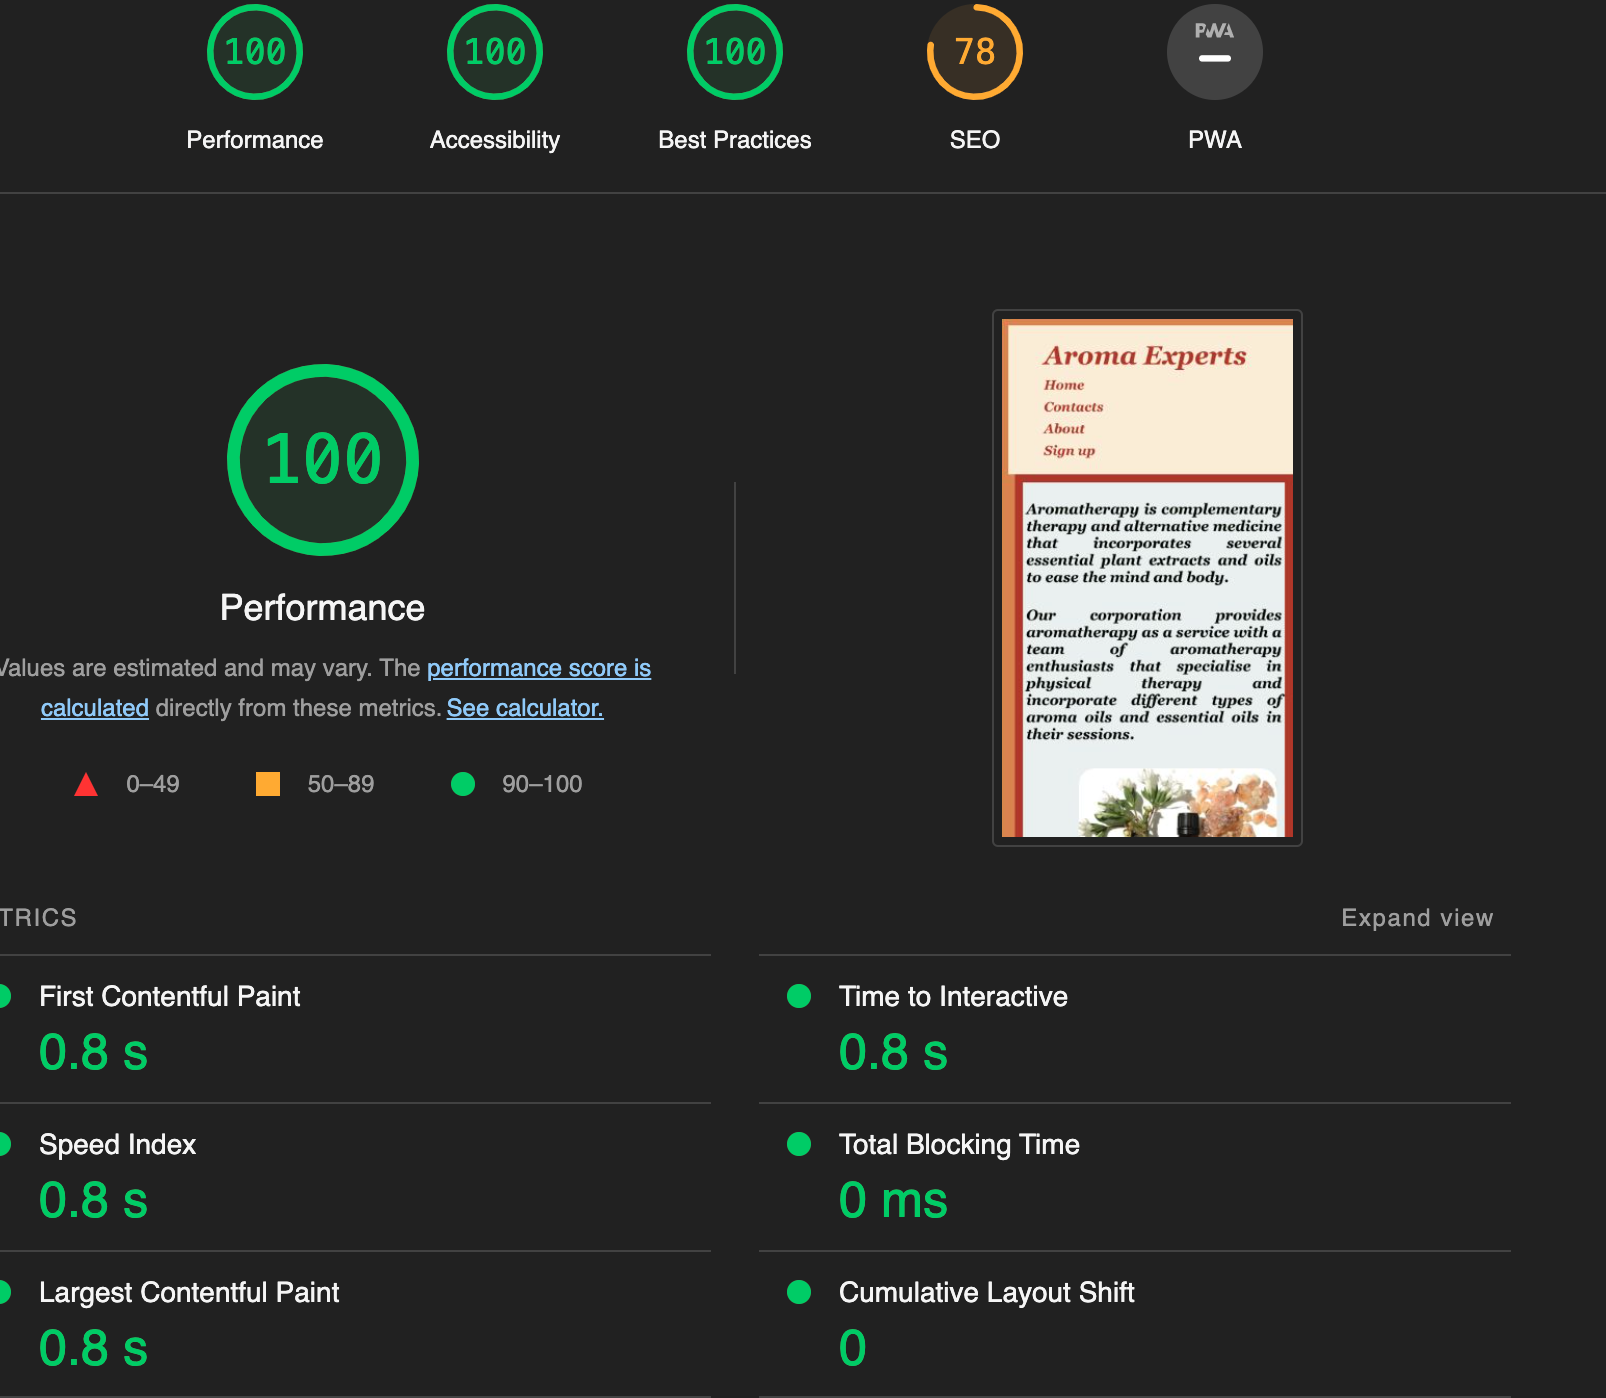 100
100
100
78
PWA
Performance
Accessibility
Best Practices
SEO
PWA
100
Performance
Values are estimated and may vary. The performance score is
calculated directly from these metrics. See calculator.
0–49
50–89
90–100
Aroma Experts
Home
Contacts
About
Sign up
Aromatherapy is complementary
therapy and alternative medicine
that incorporates several
essential plant extracts and oils
to ease the mind and body.
Our corporation provides
aromatherapy as a service with a
team of aromatherapy
enthusiasts that specialise in
physical therapy and
incorporate different types of
aroma oils and essential oils in
their sessions.
TRICS
Expand view
First Contentful Paint
0.8 s
Time to Interactive
0.8 s
Speed Index
0.8 s
Total Blocking Time
0 ms
Largest Contentful Paint
0.8 s
Cumulative Layout Shift
0